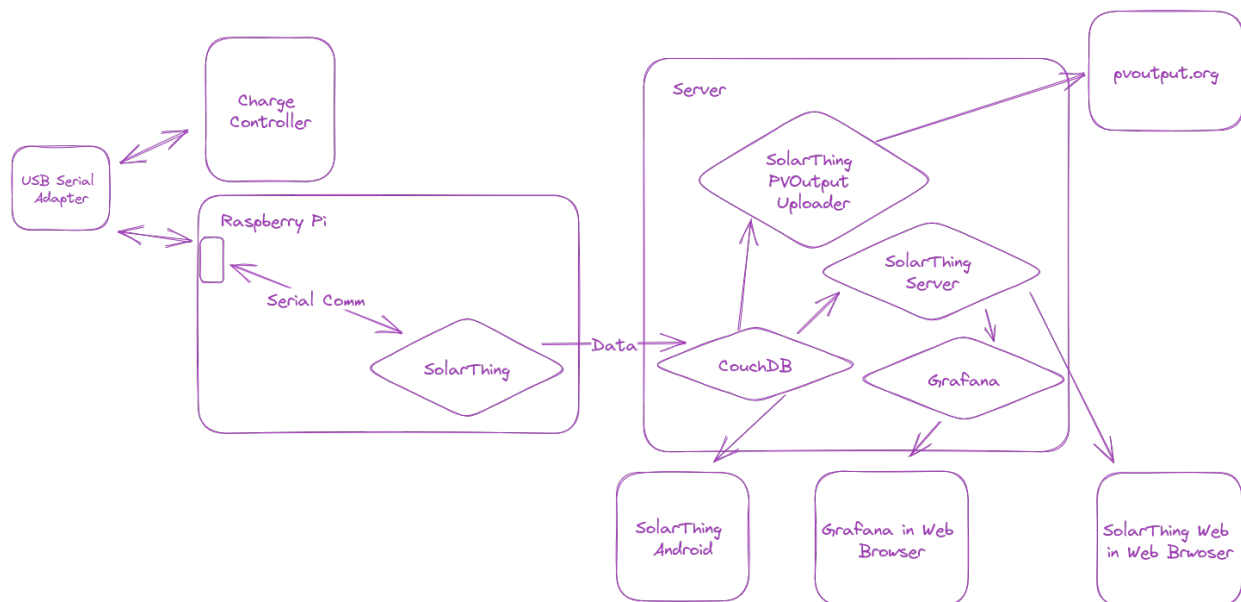 Charge
Controller
USB Serial
Adapter
Raspberry Pi
Serial Comm
SolarThing
Data
Server
SolarThing
PVOutput
Uploader
SolarThing
Server
CouchDB
Grafana
pvoutput.org
SolarThing
Android
Grafana in Web
Browser
SolarThing Web
in Web Brwoser